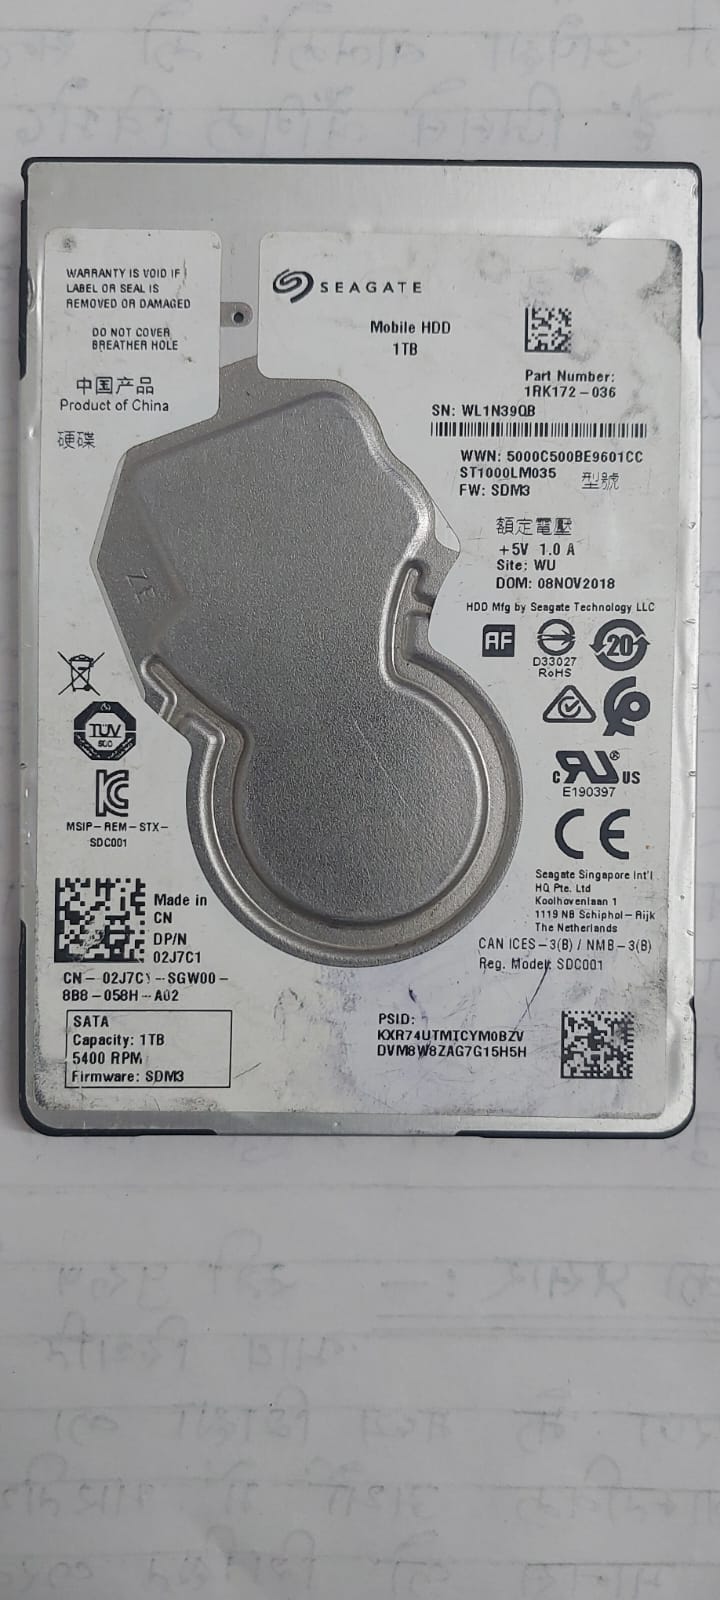 WARRANTY IS VOID IF
LABEL OR SEAL IS
REMOVED OR DAMAGED
DO NOT COVER
BREATHER HOLE
中国产品
Product of China
硬碟
SEAGATE
Mobile HDD
1TB
Part Number:
1RK172-036
SN: WL1N39QB
WWN: 5000C500BE9601CC
ST1000LM035 型號
FW: SDM3
額定電壓
+5V 1.0 A
Site: WU
DOM: 08NOV2018
HDD Mfg by Seagate Technology LLC
AF
D33027
RoHS
20
TÜV
MSIP-REM-STX-
SDC001
c RU US
E190397
CE
Seagate Singapore Int'l
HQ Pte. Ltd
Koolhovenlaan 1
1119 NB Schiphol-Rijk
The Netherlands
CAN ICES-3(B) / NMB-3(B)
Reg. Model: SDC001
Made in
CN
DP/N
02J7C1
CN-02J7C1-SGW00-
8B8-058H-A02
SATA
Capacity: 1TB
5400 RPM
Firmware: SDM3
PSID:
KXR74UTMTCYM0BZV
DVM8W8ZAG7G15H5H